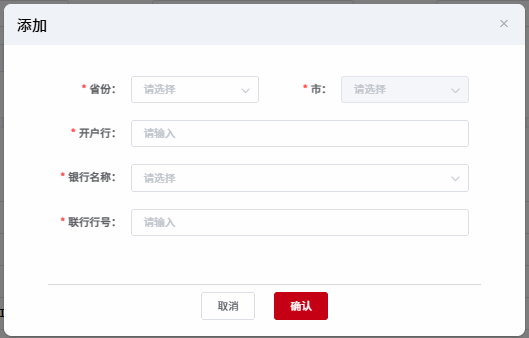 添加 ×
* 省份： 请选择 * 市： 请选择
* 开户行： 请输入
* 银行名称： 请选择
* 联行行号： 请输入
取消 确认